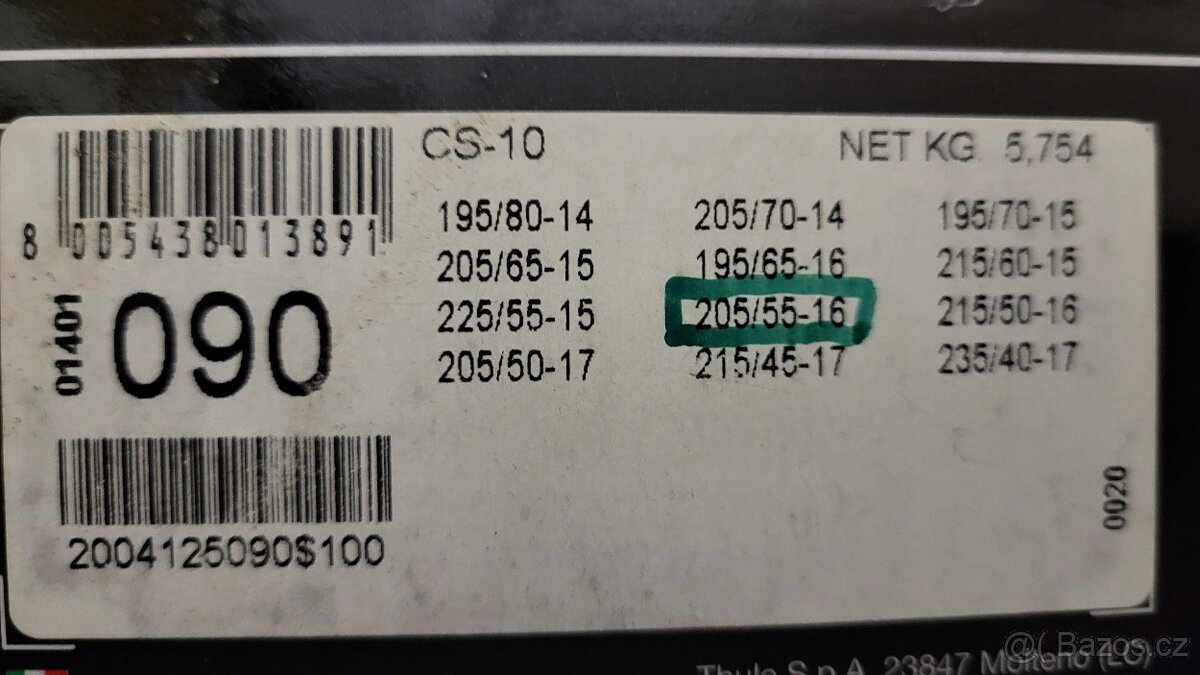 CS-10 NET KG 5,754
8 005438 013891
195/80-14 205/70-14 195/70-15
205/65-15 195/65-16 215/60-15
225/55-15 205/55-16 215/50-16
205/50-17 215/45-17 235/40-17
01401
090
2004125090$100
0020
Thule S.p.A. 23847 Molteno (LC)
@( Bazos.cz